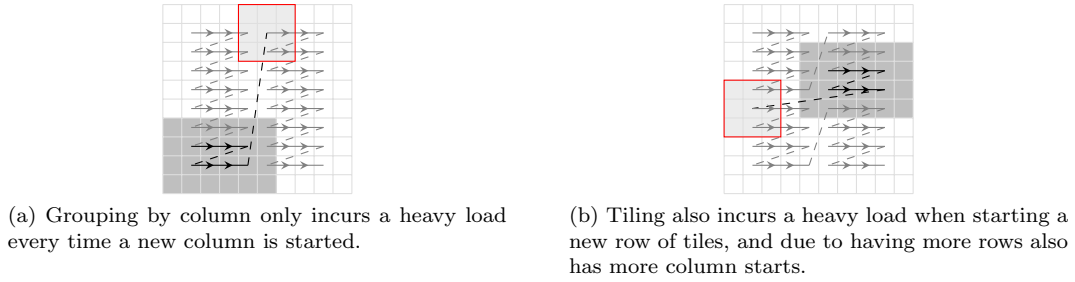 (a) Grouping by column only incurs a heavy load
every time a new column is started.
(b) Tiling also incurs a heavy load when starting a
new row of tiles, and due to having more rows also
has more column starts.